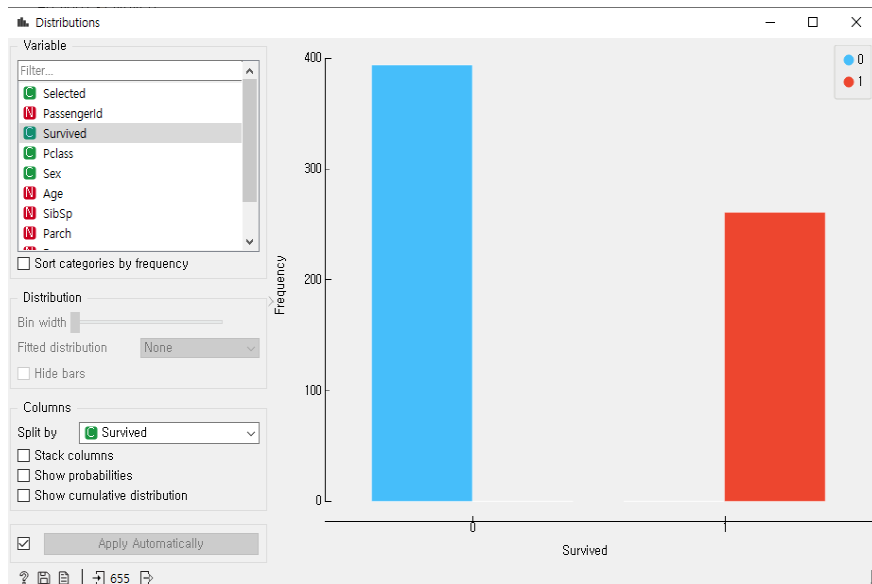 Distributions
Variable
Filter...
C Selected
N PassengerId
C Survived
C Pclass
C Sex
N Age
N SibSp
N Parch
Sort categories by frequency
Distribution
Bin width
Fitted distribution None
Hide bars
Columns
Split by C Survived
Stack columns
Show probabilities
Show cumulative distribution
Apply Automatically
? 655
Frequency
400
300
200
100
0
0 1
Survived
0
1